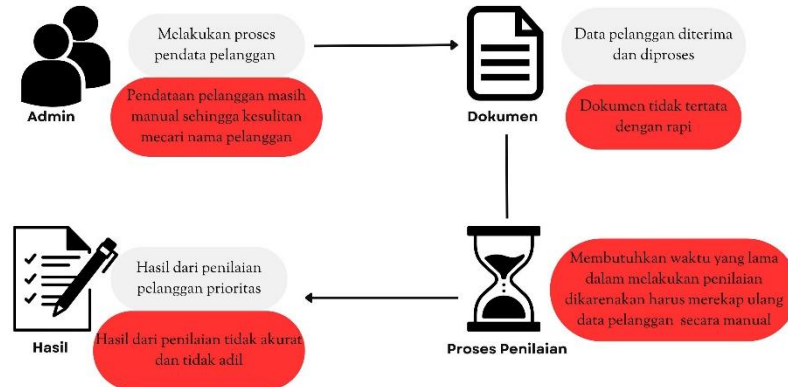 Melakukan proses
pendata pelanggan
Pendataan pelanggan masih
manual sehingga kesulitan
mecari nama pelanggan
Admin
Data pelanggan diterima
dan diproses
Dokumen tidak tertata
dengan rapi
Dokumen
Membutuhkan waktu yang lama
dalam melakukan penilaian
dikarenakan harus merekap ulang
data pelanggan secara manual
Proses Penilaian
Hasil dari penilaian
pelanggan prioritas
Hasil dari penilaian tidak akurat
dan tidak adil
Hasil